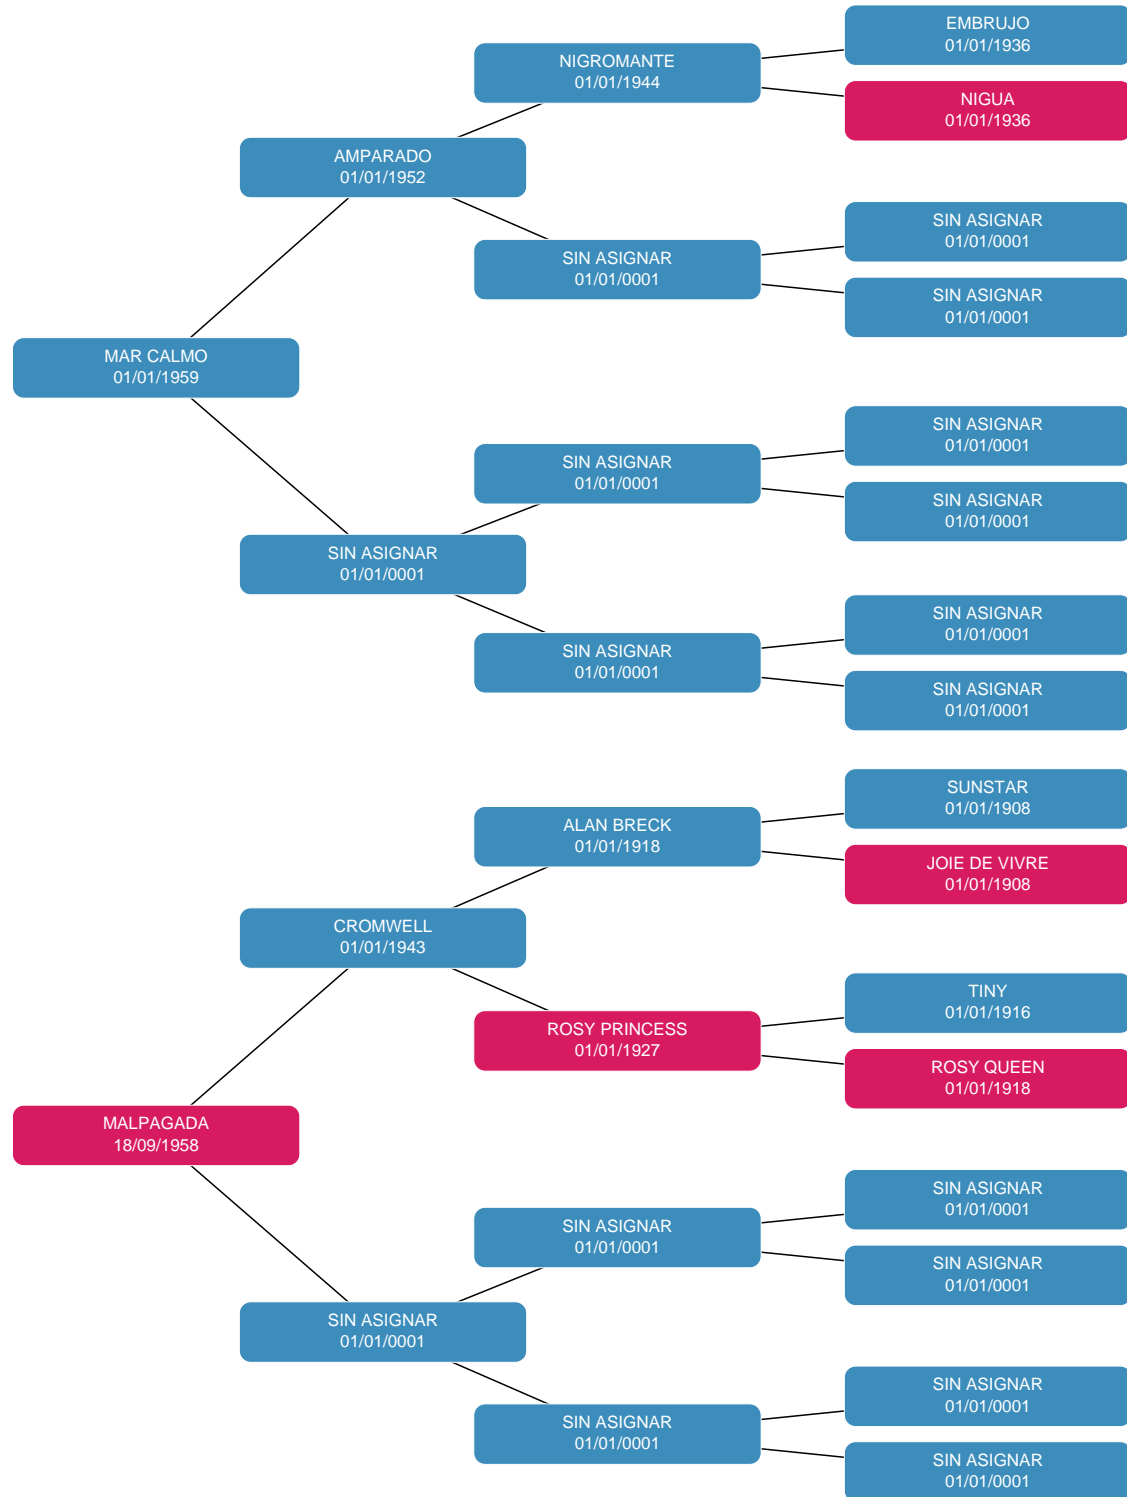 EMBRUJO
01/01/1936
NIGROMANTE
01/01/1944
NIGUA
01/01/1936
AMPARADO
01/01/1952
SIN ASIGNAR
01/01/0001
SIN ASIGNAR
01/01/0001
SIN ASIGNAR
01/01/0001
MAR CALMO
01/01/1959
SIN ASIGNAR
01/01/0001
SIN ASIGNAR
01/01/0001
SIN ASIGNAR
01/01/0001
SIN ASIGNAR
01/01/0001
SIN ASIGNAR
01/01/0001
SIN ASIGNAR
01/01/0001
SIN ASIGNAR
01/01/0001
SUNSTAR
01/01/1908
ALAN BRECK
01/01/1918
JOIE DE VIVRE
01/01/1908
CROMWELL
01/01/1943
TINY
01/01/1916
ROSY PRINCESS
01/01/1927
ROSY QUEEN
01/01/1918
MALPAGADA
18/09/1958
SIN ASIGNAR
01/01/0001
SIN ASIGNAR
01/01/0001
SIN ASIGNAR
01/01/0001
SIN ASIGNAR
01/01/0001
SIN ASIGNAR
01/01/0001
SIN ASIGNAR
01/01/0001
SIN ASIGNAR
01/01/0001